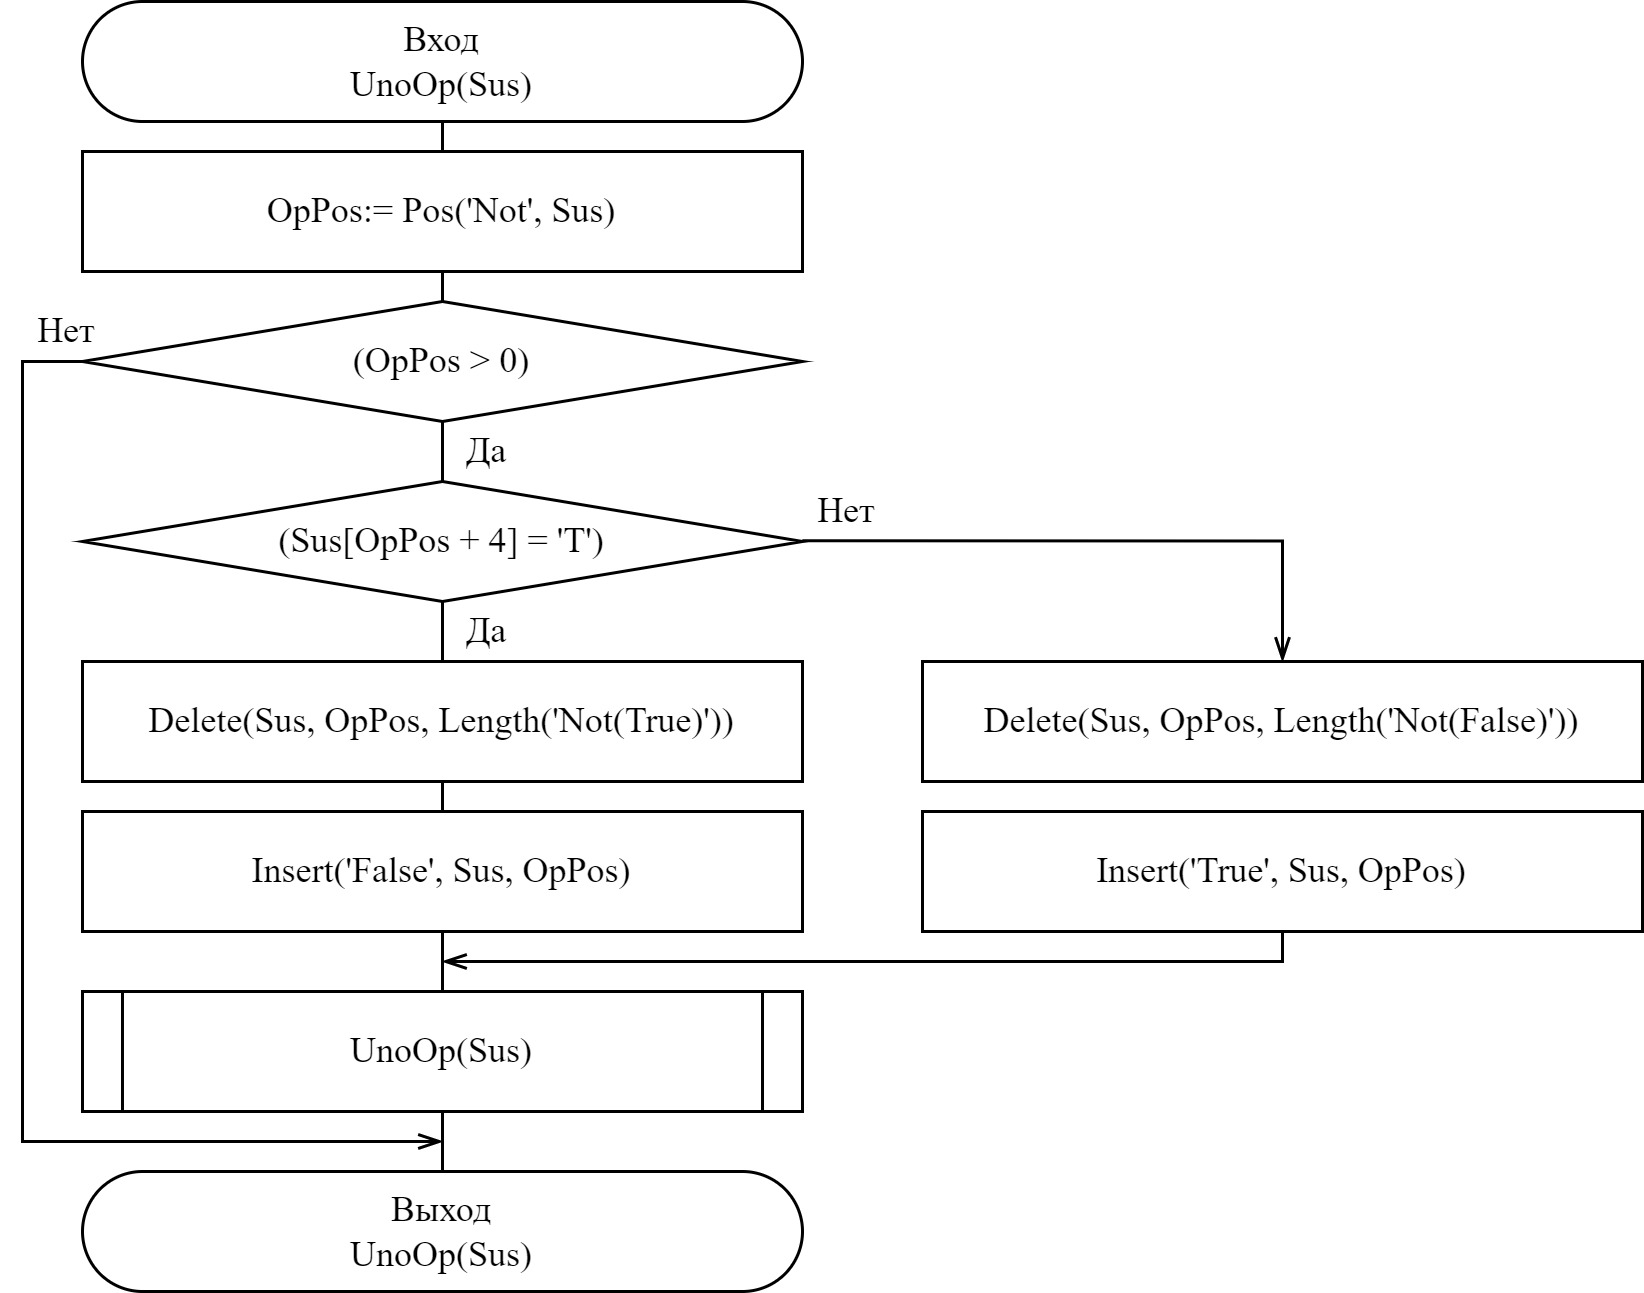 Вход
UnoOp(Sus)
OpPos:= Pos('Not', Sus)
Нет
(OpPos > 0)
Да
(Sus[OpPos + 4] = 'T')
Нет
Да
Delete(Sus, OpPos, Length('Not(True)'))
Delete(Sus, OpPos, Length('Not(False)'))
Insert('False', Sus, OpPos)
Insert('True', Sus, OpPos)
UnoOp(Sus)
Выход
UnoOp(Sus)